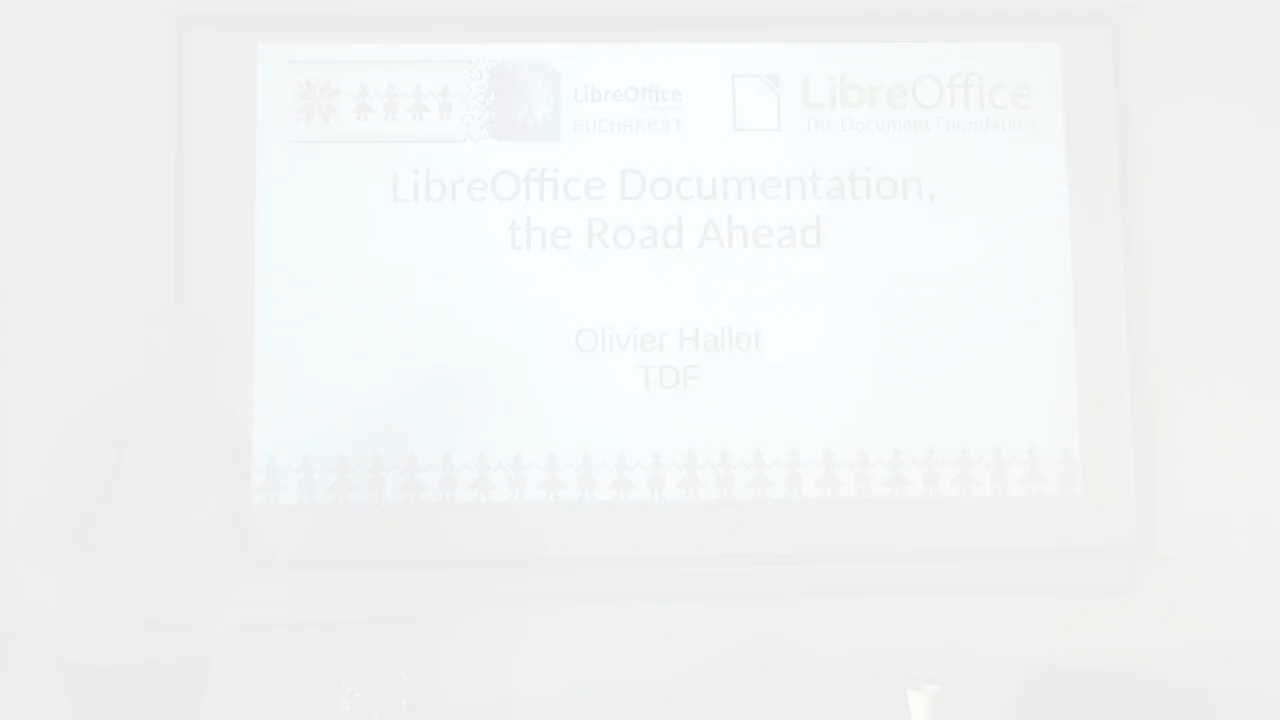 LibreOffice
BUCHAREST
LibreOffice
The Document Foundation
LibreOffice Documentation,
the Road Ahead
Olivier Hallot
TDF